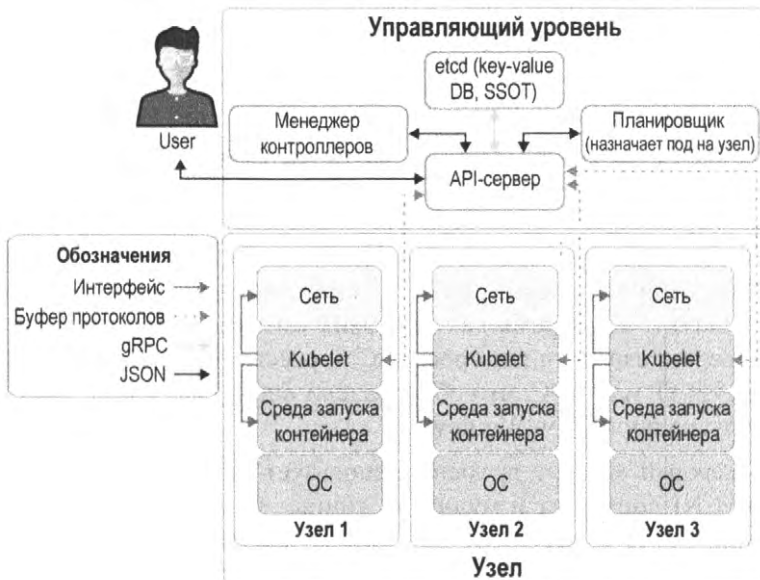 Управляющий уровень
etcd (key-value
DB, SSOT)
Менеджер
контроллеров
Планировщик
(назначает под на узел)
User
API-сервер
Обозначения
Интерфейс
Буфер протоколов
gRPC
JSON
Сеть
Kubelet
Среда запуска
контейнера
ОС
Узел 1
Сеть
Kubelet
Среда запуска
контейнера
ОС
Узел 2
Сеть
Kubelet
Среда запуска
контейнера
ОС
Узел 3
Узел